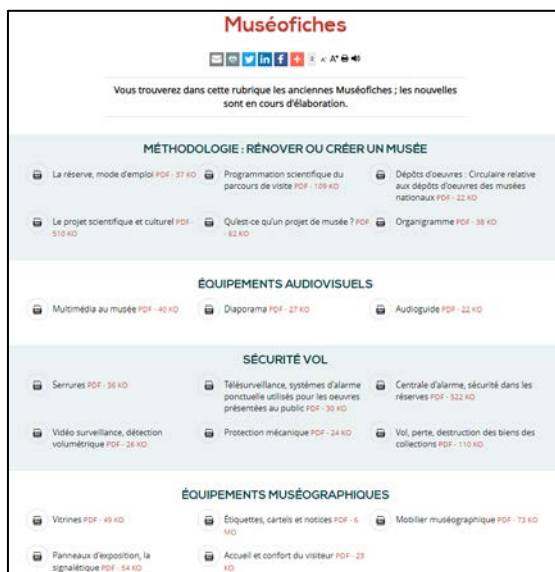 Muséofiches
A- A+
Vous trouverez dans cette rubrique les anciennes Muséofiches ; les nouvelles
sont en cours d'élaboration.
MÉTHODOLOGIE : RÉNOVER OU CRÉER UN MUSÉE
La réserve, mode d'emploi PDF - 37 KO
Programmation scientifique du
parcours de visite PDF - 109 KO
Dépôts d'oeuvres : Circulaire relative
aux dépôts d'oeuvres des musées
nationaux PDF - 22 KO
Le projet scientifique et culturel PDF -
510 KO
Qu'est-ce qu'un projet de musée ? PDF
- 62 KO
Organigramme PDF - 38 KO
ÉQUIPEMENTS AUDIOVISUELS
Multimédia au musée PDF - 40 KO
Diaporama PDF - 27 KO
Audioguide PDF - 22 KO
SÉCURITÉ VOL
Serrures PDF - 36 KO
Télésurveillance, systèmes d'alarme
ponctuelle utilisés pour les oeuvres
présentées au public PDF - 30 KO
Centrale d'alarme, sécurité dans les
réserves PDF - 522 KO
Vidéo surveillance, détection
volumétrique PDF - 26 KO
Protection mécanique PDF - 24 KO
Vol, perte, destruction des biens des
collections PDF - 110 KO
ÉQUIPEMENTS MUSÉOGRAPHIQUES
Vitrines PDF - 49 KO
Étiquettes, cartels et notices PDF - 6
MO
Mobilier muséographique PDF - 73 KO
Panneaux d'exposition, la
signalétique PDF - 54 KO
Accueil et confort du visiteur PDF - 23
KO